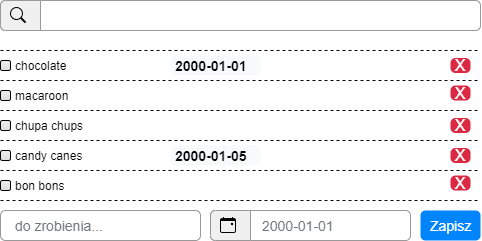 chocolate 2000-01-01 X
macaroon X
chupa chups X
candy canes 2000-01-05 X
bon bons X
do zrobienia... 2000-01-01 Zapisz